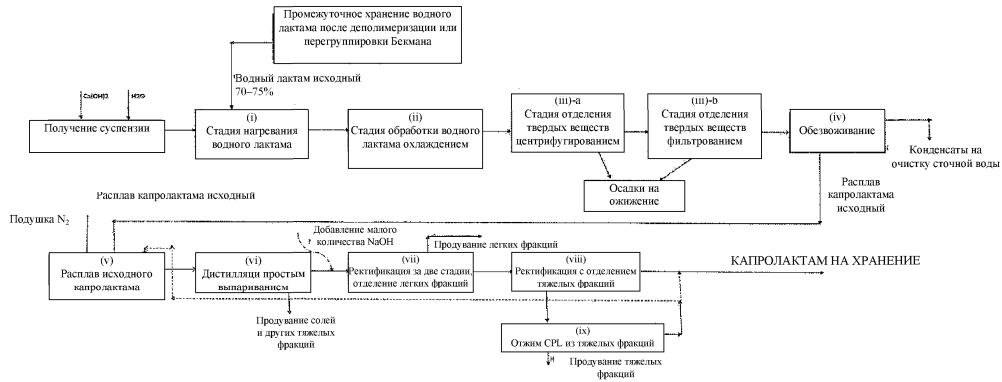 Промежуточное хранение водного
лактама после деполимеризации или
перегруппировки Бекмана
Водный лактам исходный
70–75%
Получение суспензии
(i)
Стадия нагревания
водного лактама
(ii)
Стадия обработки водного
лактама охлаждением
(iii)-a
Стадия отделения
твердых веществ
центрифугированием
(iii)-b
Стадия отделения
твердых веществ
фильтрованием
(iv)
Обезвоживание
Конденсаты на
очистку сточной воды
Осадки на
ожижение
Расплав
капролактама
исходный
Расплав капролактама исходный
Подушка N₂
Добавление малого
количества NaOH
Продувание легких фракций
(v)
Расплав исходного
капролактама
(vi)
Дистилляци простым
выпариванием
(vii)
Ректификация за две стадии,
отделение легких фракций
(viii)
Ректификация с отделением
тяжелых фракций
КАПРОЛАКТАМ НА ХРАНЕНИЕ
Продувание солей
и других тяжелых
фракций
(ix)
Отжим CPL из тяжелых фракций
Продувание тяжелых
фракций